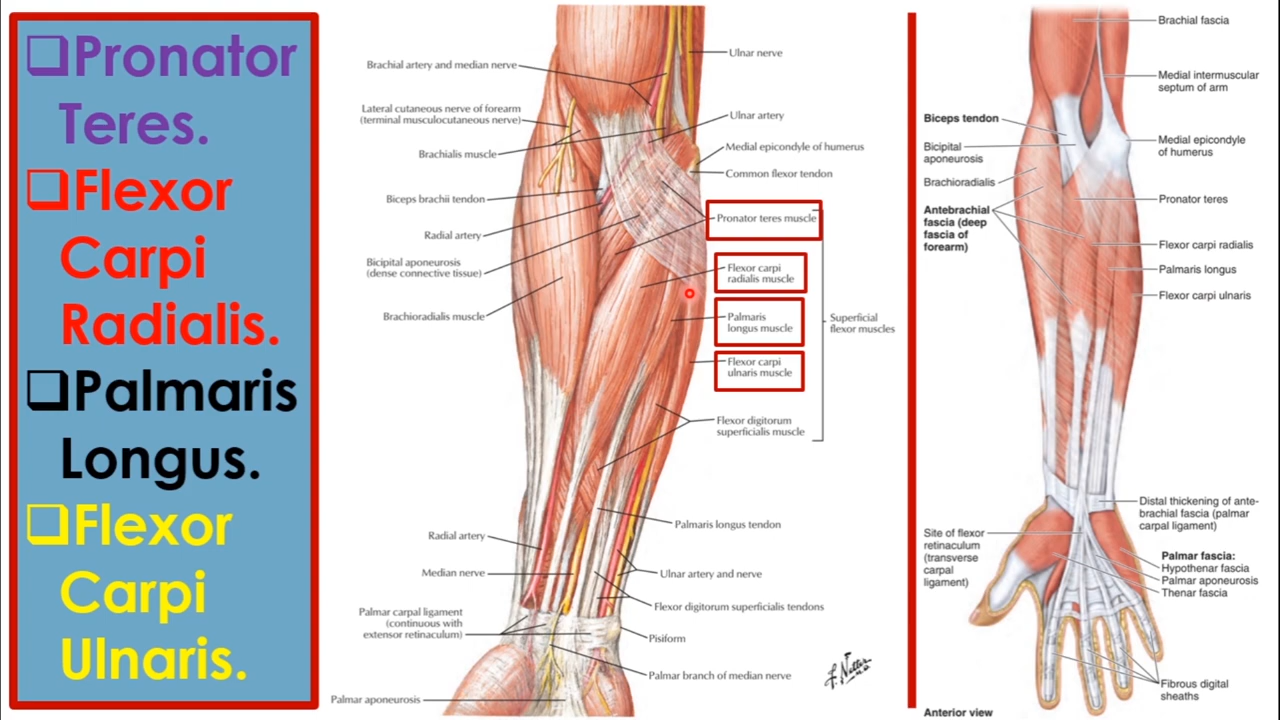 ❑Pronator
Teres.
❑Flexor
Carpi
Radialis.
❑Palmaris
Longus.
❑Flexor
Carpi
Ulnaris.
Brachial artery and median nerve
Lateral cutaneous nerve of forearm
(terminal musculocutaneous nerve)
Brachialis muscle
Biceps brachii tendon
Radial artery
Bicipital aponeurosis
(dense connective tissue)
Brachioradialis muscle
Radial artery
Median nerve
Palmar carpal ligament
(continuous with
extensor retinaculum)
Palmar aponeurosis
Ulnar nerve
Ulnar artery
Medial epicondyle of humerus
Common flexor tendon
Pronator teres muscle
Flexor carpi
radialis muscle
Palmaris
longus muscle
Flexor carpi
ulnaris muscle
Superficial
flexor muscles
Flexor digitorum
superficialis muscle
Palmaris longus tendon
Ulnar artery and nerve
Flexor digitorum superficialis tendons
Pisiform
Palmar branch of median nerve
F. Netter
Biceps tendon
Bicipital
aponeurosis
Brachioradialis
Antebrachial
fascia (deep
fascia of
forearm)
Site of flexor
retinaculum
(transverse
carpal
ligament)
Anterior view
Brachial fascia
Medial intermuscular
septum of arm
Medial epicondyle
of humerus
Pronator teres
Flexor carpi radialis
Palmaris longus
Flexor carpi ulnaris
Distal thickening of ante-
brachial fascia (palmar
carpal ligament)
Palmar fascia:
Hypothenar fascia
Palmar aponeurosis
Thenar fascia
Fibrous digital
sheaths